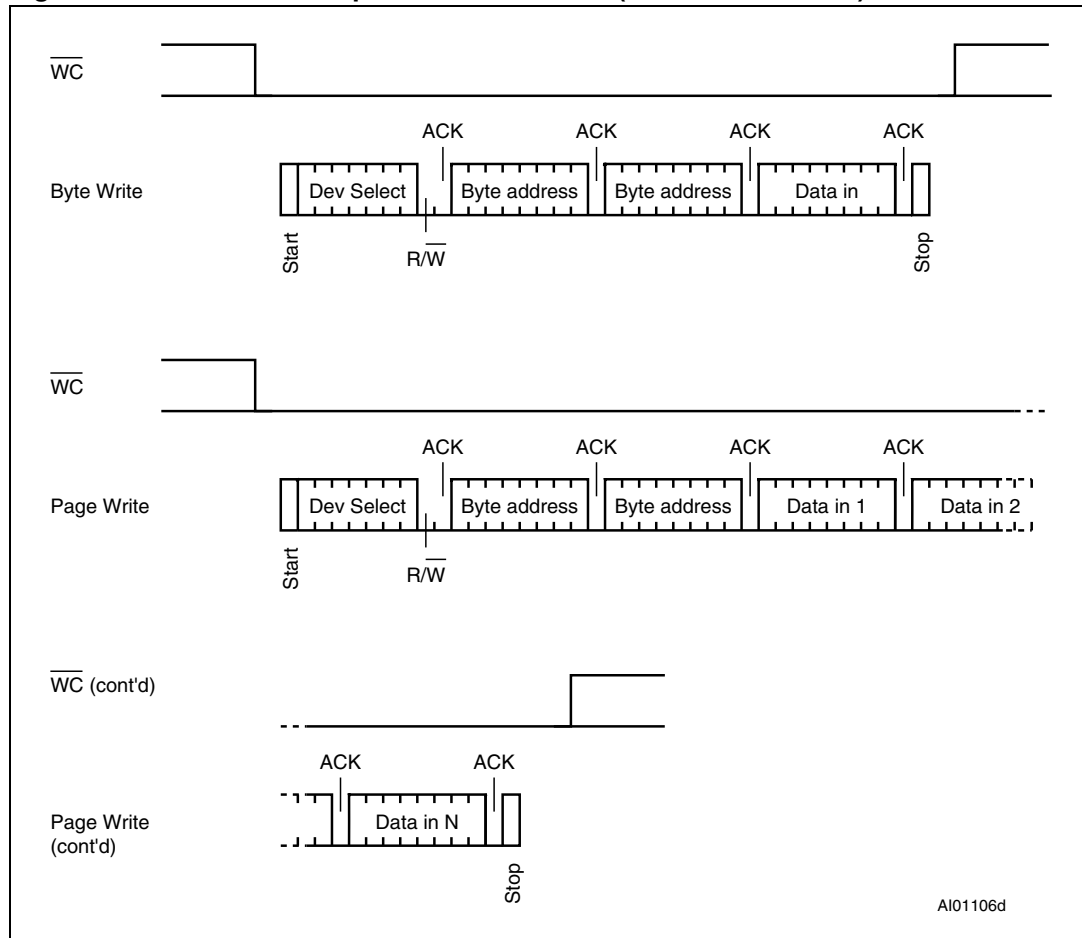 WC
ACK ACK ACK ACK
Byte Write
Dev Select Byte address Byte address Data in
Start
R/W
Stop
WC
ACK ACK ACK ACK
Page Write
Dev Select Byte address Byte address Data in 1 Data in 2
Start
R/W
WC (cont'd)
ACK ACK
Page Write
(cont'd)
Data in N
Stop
AI01106d